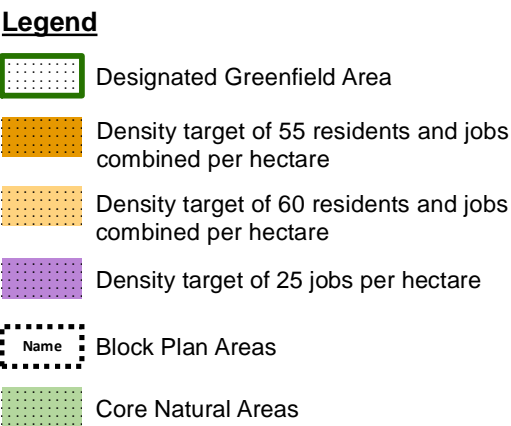 Legend
Designated Greenfield Area
Density target of 55 residents and jobs
combined per hectare
Density target of 60 residents and jobs
combined per hectare
Density target of 25 jobs per hectare
Name Block Plan Areas
Core Natural Areas